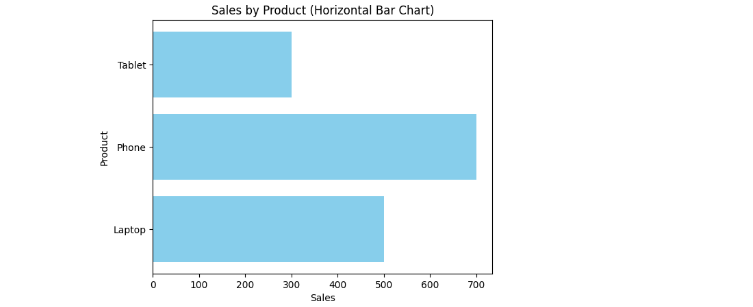 Sales by Product (Horizontal Bar Chart)
Tablet
Phone
Laptop
Product
0 100 200 300 400 500 600 700
Sales